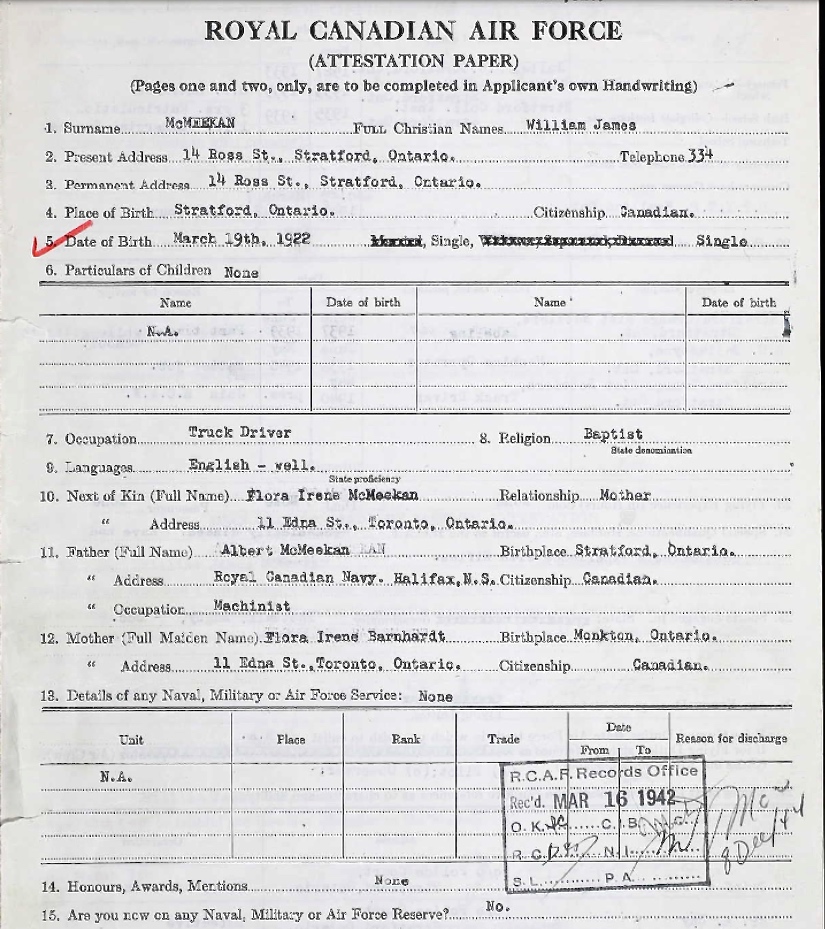 ROYAL CANADIAN AIR FORCE
(ATTESTATION PAPER)
(Pages one and two, only, are to be completed in Applicant's own Handwriting)
1. Surname McMEEKAN FULL Christian Names William James
2. Present Address 14 Ross St., Stratford, Ontario. Telephone 334
3. Permanent Address 14 Ross St., Stratford, Ontario.
4. Place of Birth Stratford, Ontario. Citizenship Canadian.
5. Date of Birth March 19th, 1922 , Single, Single
6. Particulars of Children None
Name Date of birth Name Date of birth
N.A.
7. Occupation Truck Driver 8. Religion Baptist
State denomination
9. Languages English - well.
State proficiency
10. Next of Kin (Full Name) Flora Irene McMeekan Relationship Mother
" Address 11 Edna St., Toronto, Ontario.
11. Father (Full Name) Albert McMeekan Birthplace Stratford, Ontario.
" Address Royal Canadian Navy. Halifax, N.S. Citizenship Canadian.
" Occupation Machinist
12. Mother (Full Maiden Name) Flora Irene Barnhardt Birthplace Monkton, Ontario.
" Address 11 Edna St., Toronto, Ontario. Citizenship Canadian.
13. Details of any Naval, Military or Air Force Service: None
Unit Place Rank Trade Date Reason for discharge
From To
N.A.
R.C.A.F. Records Office
Rec'd. MAR 16 1942
O. K. C. I. B.
R. C. N. I.
S. L. P. A.
8 Dec/44
14. Honours, Awards, Mentions None
15. Are you now on any Naval, Military or Air Force Reserve? No.